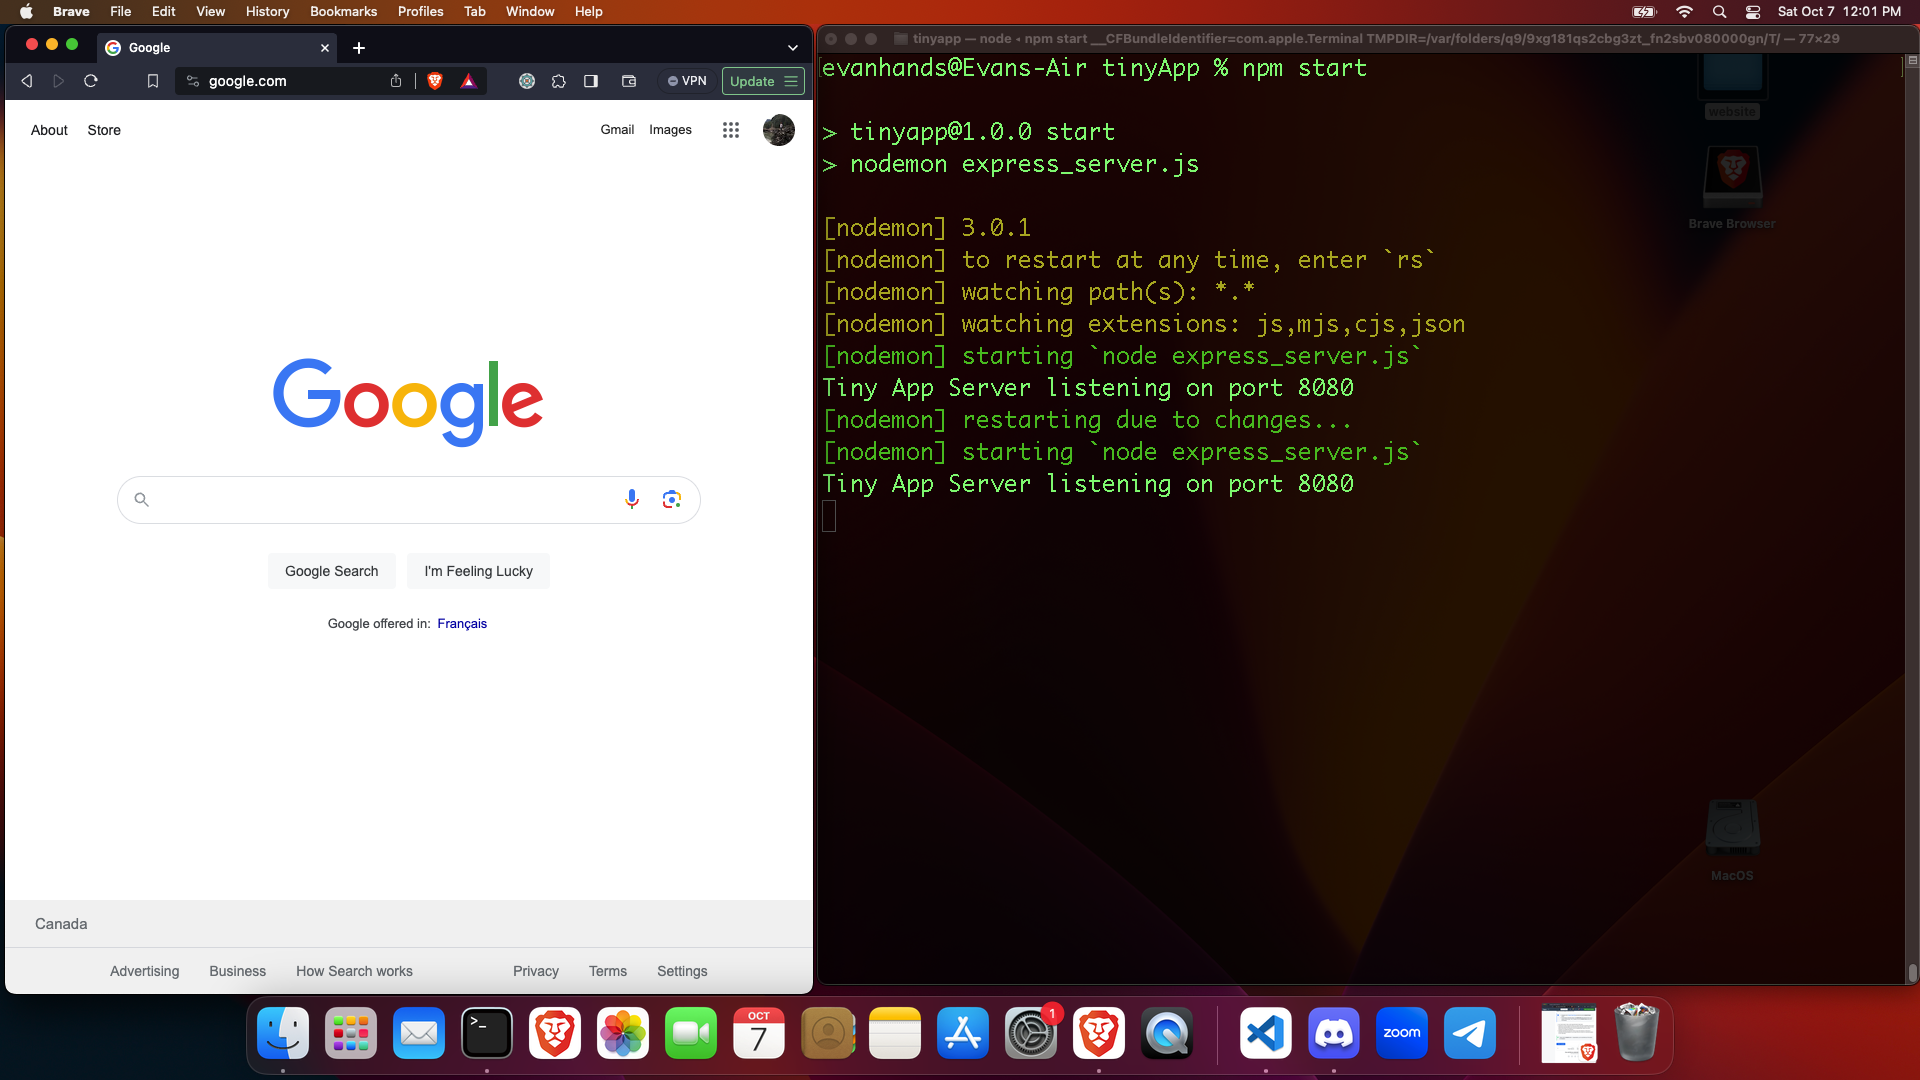 Brave File Edit View History Bookmarks Profiles Tab Window Help
Sat Oct 7 12:01 PM
Google
google.com
VPN
Update
About Store
Gmail Images
Google
Google Search
I'm Feeling Lucky
Google offered in: Français
Canada
Advertising Business How Search works
Privacy Terms Settings
tinyapp — node ◂ npm start __CFBundleIdentifier=com.apple.Terminal TMPDIR=/var/folders/q9/9xg181qs2cbg3zt_fn2sbv080000gn/T/ — 77×29
evanhands@Evans-Air tinyApp % npm start
> tinyapp@1.0.0 start
> nodemon express_server.js
[nodemon] 3.0.1
[nodemon] to restart at any time, enter `rs`
[nodemon] watching path(s): *.*
[nodemon] watching extensions: js,mjs,cjs,json
[nodemon] starting `node express_server.js`
Tiny App Server listening on port 8080
[nodemon] restarting due to changes...
[nodemon] starting `node express_server.js`
Tiny App Server listening on port 8080
website
Brave Browser
MacOS
>_
OCT
7
1
zoom